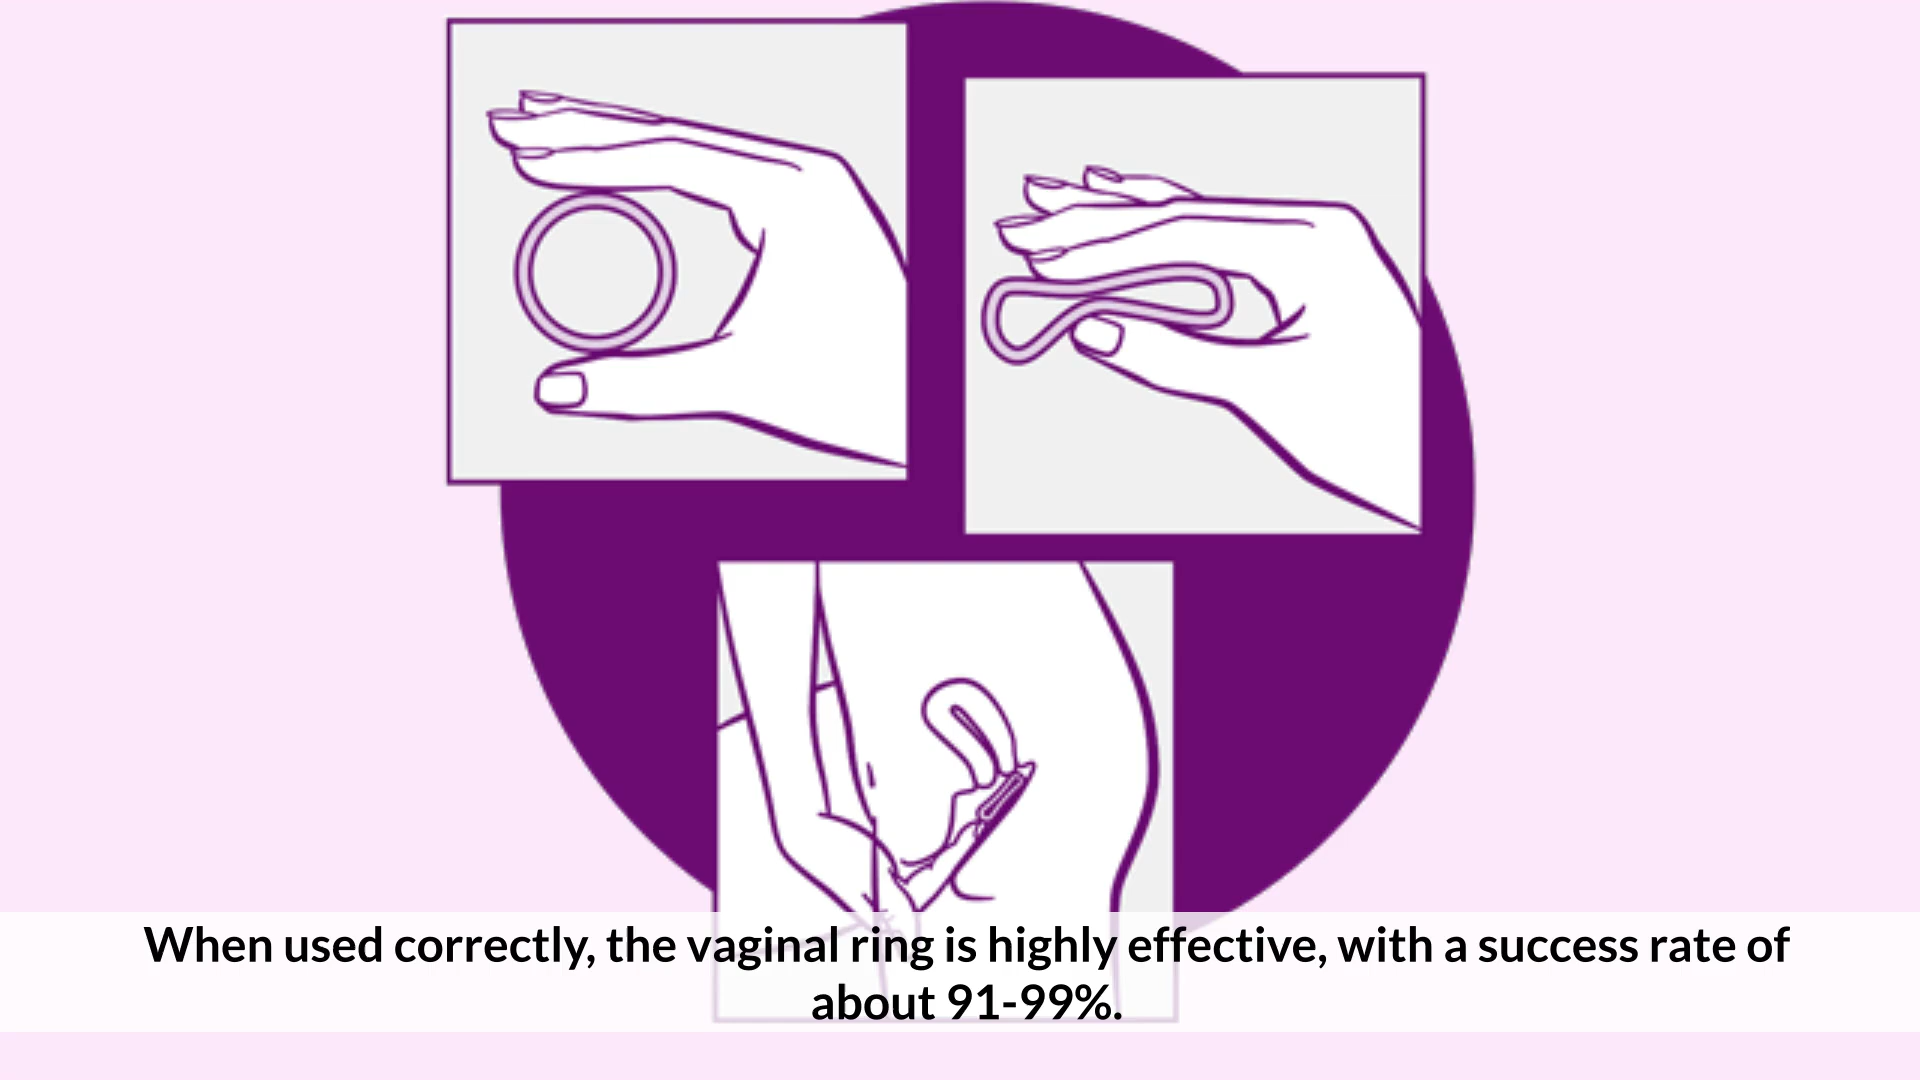 When used correctly, the vaginal ring is highly effective, with a success rate of
about 91-99%.